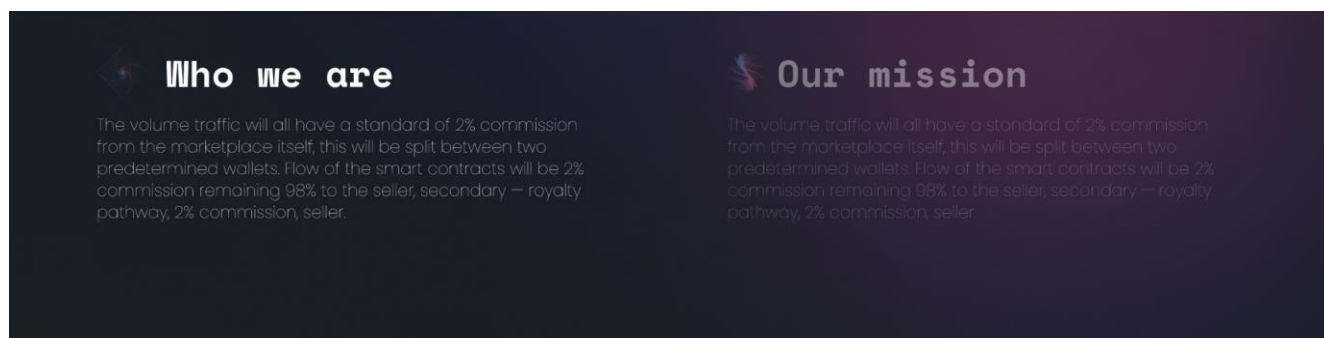 Who we are
The volume traffic will all have a standard of 2% commission
from the marketplace itself, this will be split between two
predetermined wallets. Flow of the smart contracts will be 2%
commission remaining 98% to the seller, secondary — royalty
pathway, 2% commission, seller.
Our mission
The volume traffic will all have a standard of 2% commission
from the marketplace itself, this will be split between two
predetermined wallets. Flow of the smart contracts will be 2%
commission remaining 98% to the seller, secondary — royalty
pathway, 2% commission, seller.